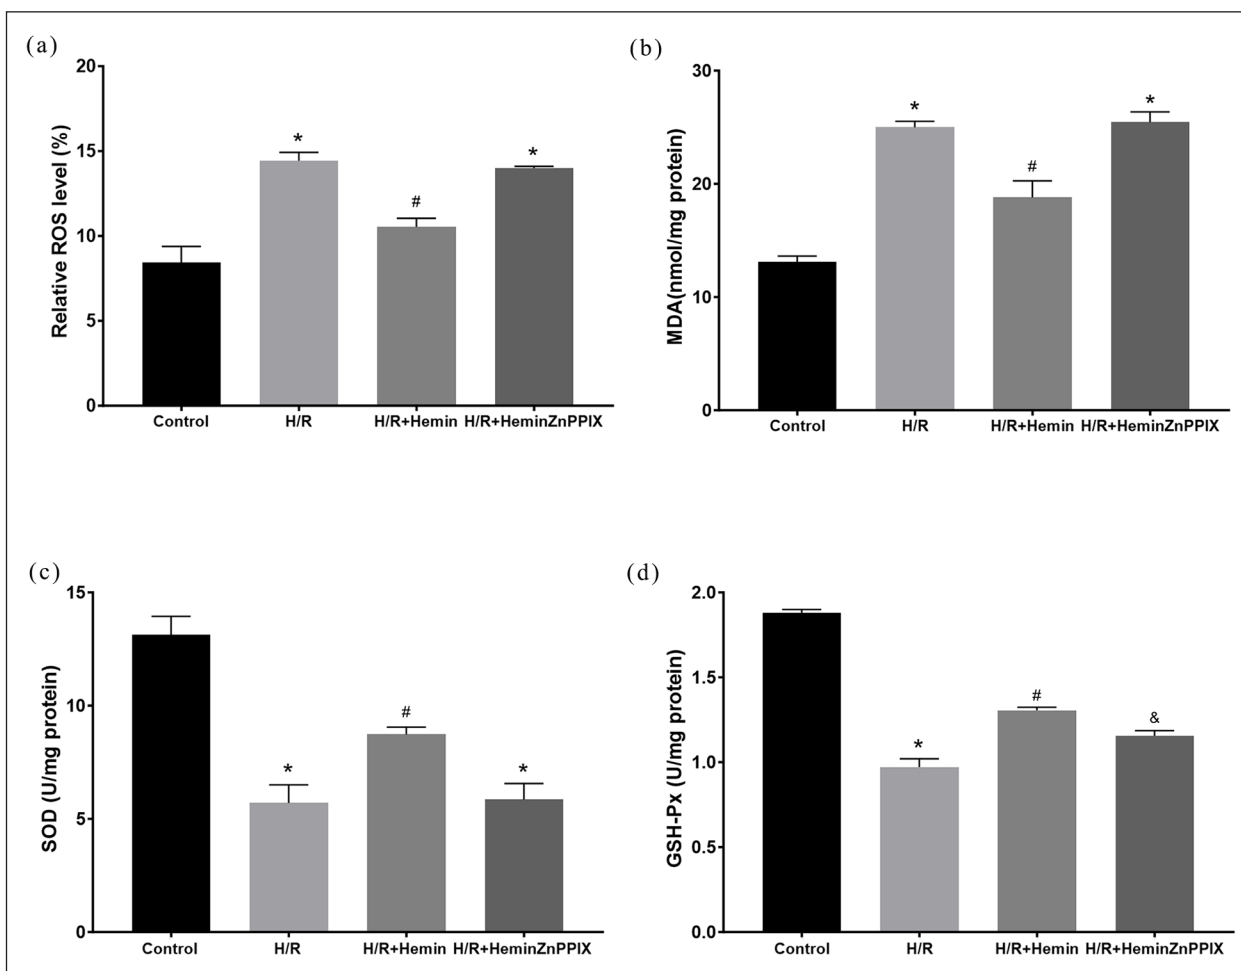 (a)
Relative ROS level (%)
20
15
10
5
0
*
#
*
Control H/R H/R+Hemin H/R+HeminZnPPIX
(b)
MDA(nmol/mg protein)
30
20
10
0
*
#
*
Control H/R H/R+Hemin H/R+HeminZnPPIX
(c)
SOD (U/mg protein)
15
10
5
0
*
#
*
Control H/R H/R+Hemin H/R+HeminZnPPIX
(d)
GSH-Px (U/mg protein)
2.0
1.5
1.0
0.5
0.0
*
#
&
Control H/R H/R+Hemin H/R+HeminZnPPIX